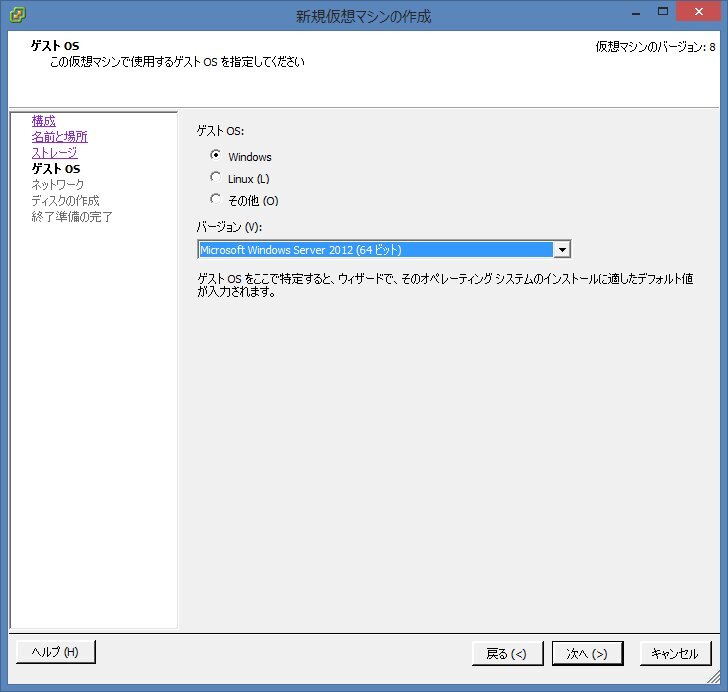 新規仮想マシンの作成
ゲスト OS
この仮想マシンで使用するゲスト OS を指定してください
仮想マシンのバージョン: 8
構成
名前と場所
ストレージ
ゲスト OS
ネットワーク
ディスクの作成
終了準備の完了
ゲスト OS:
Windows
Linux (L)
その他 (O)
バージョン (V):
Microsoft Windows Server 2012 (64 ビット)
ゲスト OS をここで特定すると、ウィザードで、そのオペレーティング システムのインストールに適したデフォルト値
が入力されます。
ヘルプ (H)
戻る (<)
次へ (>)
キャンセル